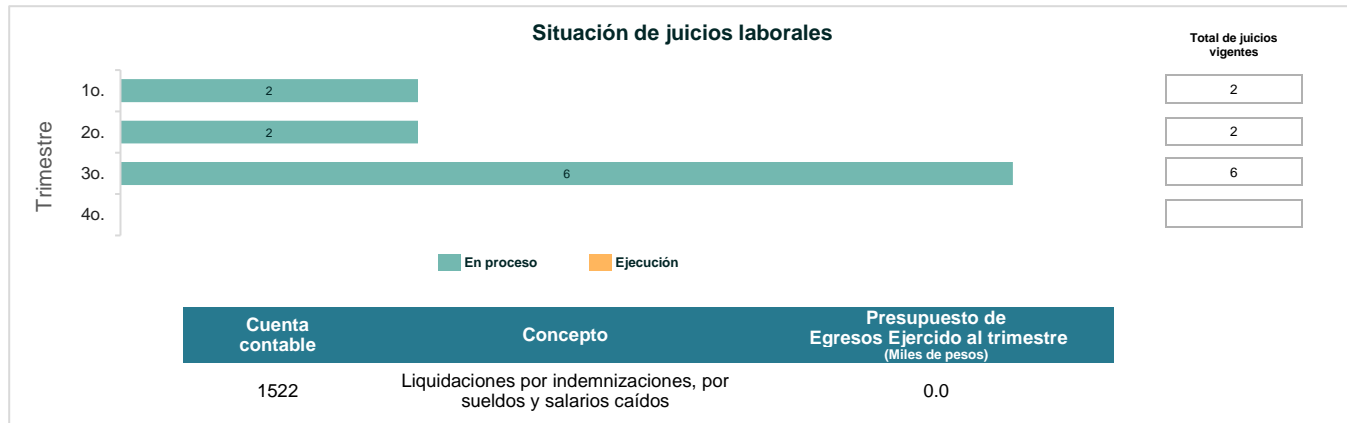 Situación de juicios laborales
Total de juicios
vigentes
Trimestre
1o.
2
2
2o.
2
2
3o.
6
6
4o.
En proceso
Ejecución
Cuenta
contable
Concepto
Presupuesto de
Egresos Ejercido al trimestre
(Miles de pesos)
1522
Liquidaciones por indemnizaciones, por
sueldos y salarios caídos
0.0